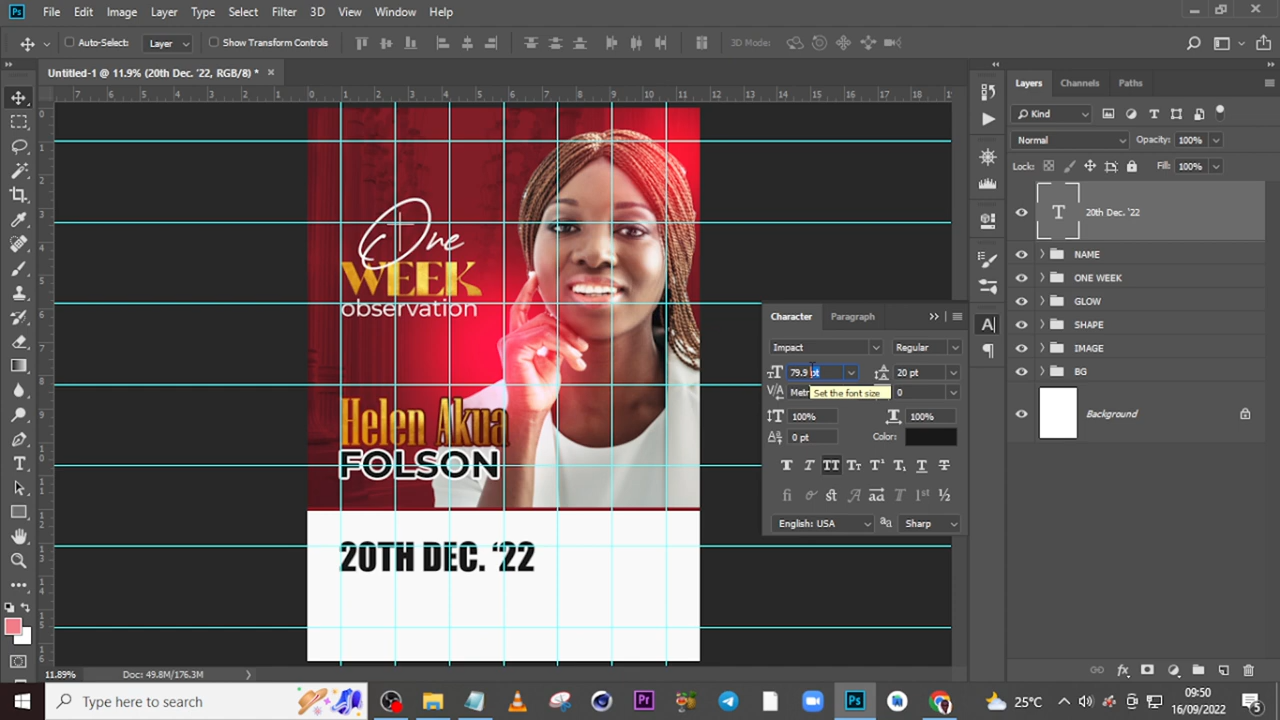 Ps File Edit Image Layer Type Select Filter 3D View Window Help
Auto-Select: Layer Show Transform Controls 3D Mode:
Untitled-1 @ 11.9% (20th Dec. '22, RGB/8) *
One
WEEK
observation
Helen Akua
FOLSON
20TH DEC. ‘22
Character Paragraph
Impact Regular
79.9 pt 20 pt
Metr 0
Set the font size
100% 100%
0 pt Color:
English: USA aa Sharp
Layers Channels Paths
Kind
Normal Opacity: 100%
Lock: Fill: 100%
20th Dec. '22
NAME
ONE WEEK
GLOW
SHAPE
IMAGE
BG
Background
11.89% Doc: 49.8M/176.3M
Type here to search
25°C
09:50
16/09/2022
5